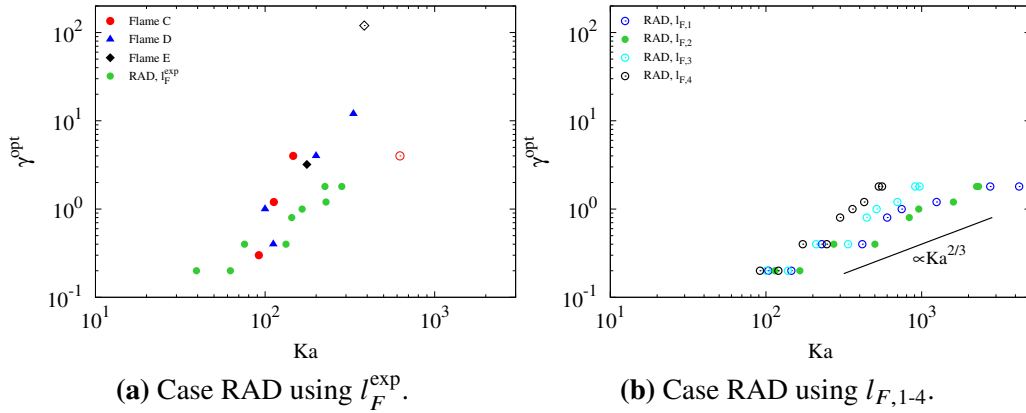 10^2
10^1
10^0
10^-1
γ^opt
10^1
10^2
10^3
Ka
Flame C
Flame D
Flame E
RAD, l_F^exp
(a) Case RAD using l_F^exp.
10^2
10^1
10^0
10^-1
γ^opt
10^1
10^2
10^3
Ka
RAD, l_F,1
RAD, l_F,2
RAD, l_F,3
RAD, l_F,4
∝Ka^2/3
(b) Case RAD using l_F,1-4.